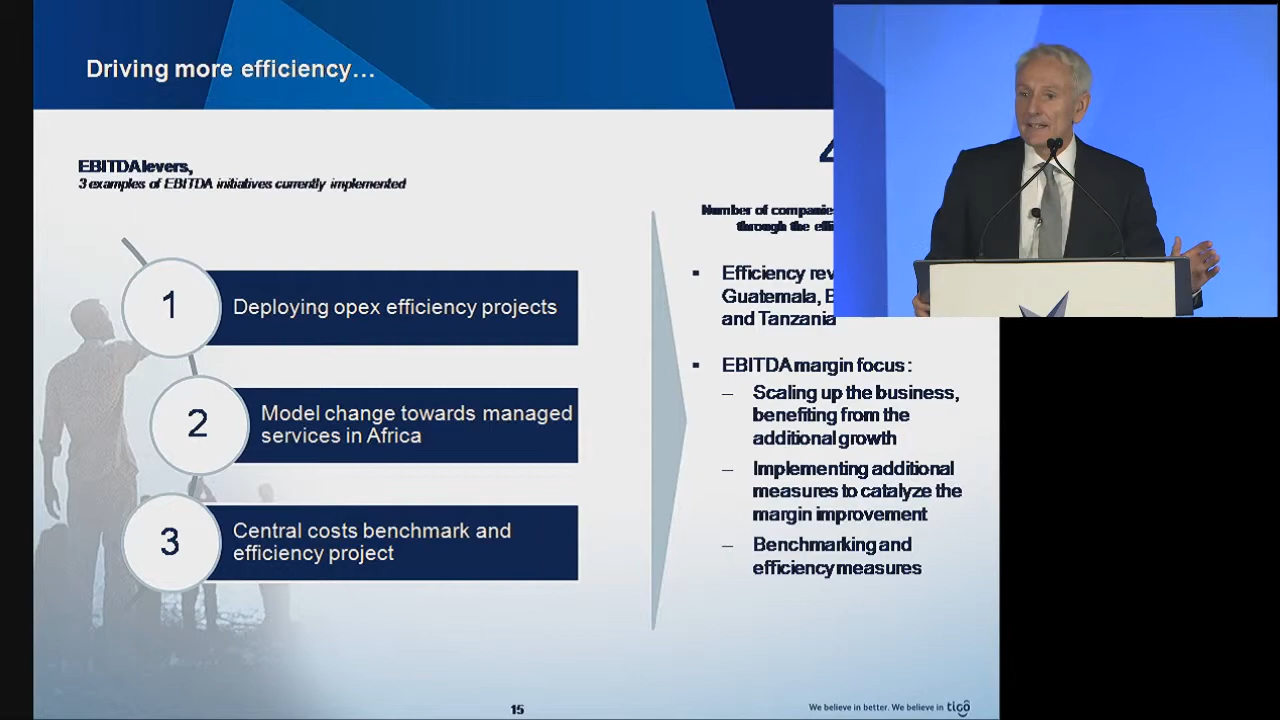 Driving more efficiency…
EBITDA levers,
3 examples of EBITDA initiatives currently implemented
1
Deploying opex efficiency projects
2
Model change towards managed
services in Africa
3
Central costs benchmark and
efficiency project
4
Number of companies
through the
▪ Efficiency
Guatemala,
and Tanzania
▪ EBITDA margin focus :
– Scaling up the business,
benefiting from the
additional growth
– Implementing additional
measures to catalyze the
margin improvement
– Benchmarking and
efficiency measures
15
We believe in better. We believe in tigo